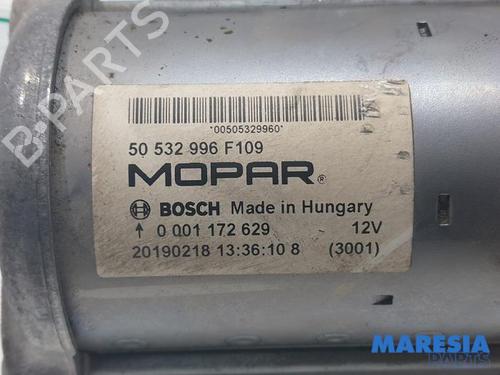 *00505329960*
50 532 996 F109
MOPAR®
BOSCH Made in Hungary
↑ 0 001 172 629 12V
20190218 13:36:10 8 (3001)
B-PARTS
MARESIA
PARTS